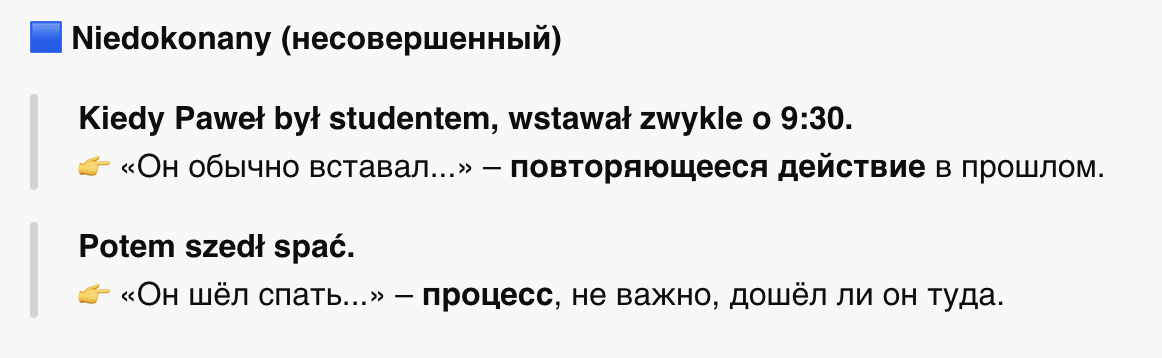 🟦 Niedokonany (несовершенный)
Kiedy Paweł był studentem, wstawał zwykle o 9:30.
👉 «Он обычно вставал...» – повторяющееся действие в прошлом.
Potem szedł spać.
👉 «Он шёл спать...» – процесс, не важно, дошёл ли он туда.